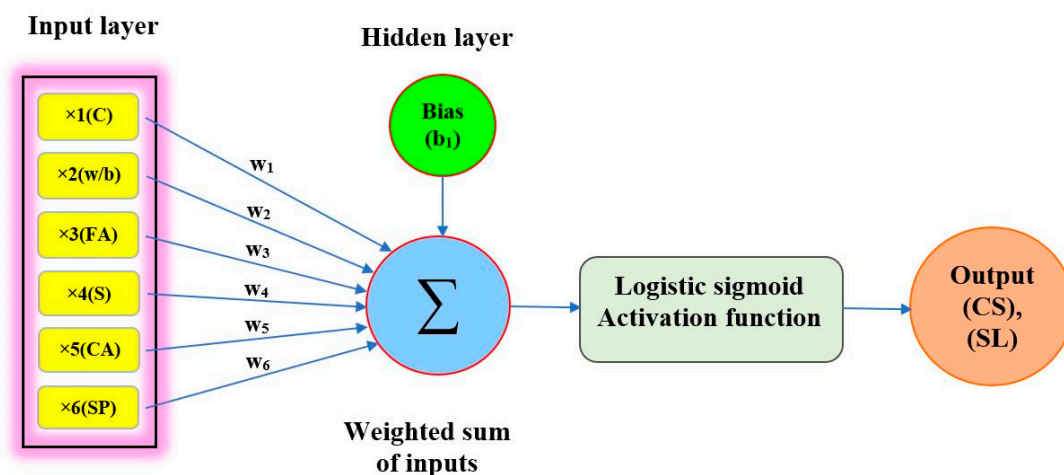 Input layer
Hidden layer
×1(C)
×2(w/b)
×3(FA)
×4(S)
×5(CA)
×6(SP)
w₁
w₂
w₃
w₄
w₅
w₆
Bias
(b₁)
∑
Weighted sum
of inputs
Logistic sigmoid
Activation function
Output
(CS),
(SL)